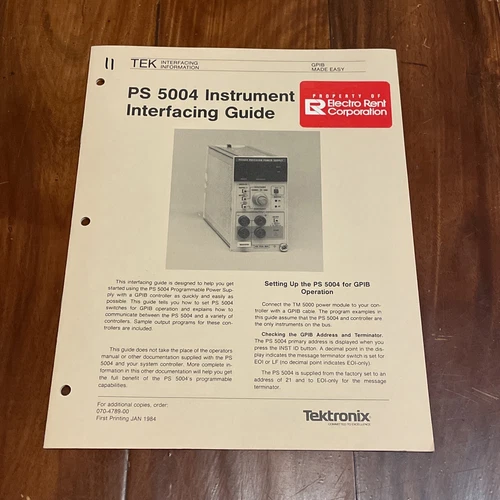 TEK INTERFACING
INFORMATION
GPIB
MADE EASY
PS 5004 Instrument
Interfacing Guide
PROPERTY OF
Electro Rent
Corporation
This interfacing guide is designed to help you get
started using the PS 5004 Programmable Power Sup-
ply with a GPIB controller as quickly and easily as
possible. This guide tells you how to set PS 5004
switches for GPIB operation and explains how to
communicate between the PS 5004 and a variety of
controllers. Sample output programs for these con-
trollers are included.
This guide does not take the place of the operators
manual or other documentation supplied with the PS
5004 and your system controller. More complete in-
formation in this other documentation will help you get
the full benefit of the PS 5004's programmable
capabilities.
For additional copies, order:
070-4789-00
First Printing JAN 1984
Setting Up the PS 5004 for GPIB
Operation
Connect the TM 5000 power module to your con-
troller with a GPIB cable. The program examples in
this guide assume that the PS 5004 and controller are
the only instruments on the bus.
Checking the GPIB Address and Terminator.
The PS 5004 primary address is displayed when you
press the INST ID button. A decimal point in the dis-
play indicates the message terminator switch is set for
EOI or LF (no decimal point indicates EOI-only).
The PS 5004 is supplied from the factory set to an
address of 21 and to EOI-only for the message
terminator.
Tektronix
COMMITTED TO EXCELLENCE